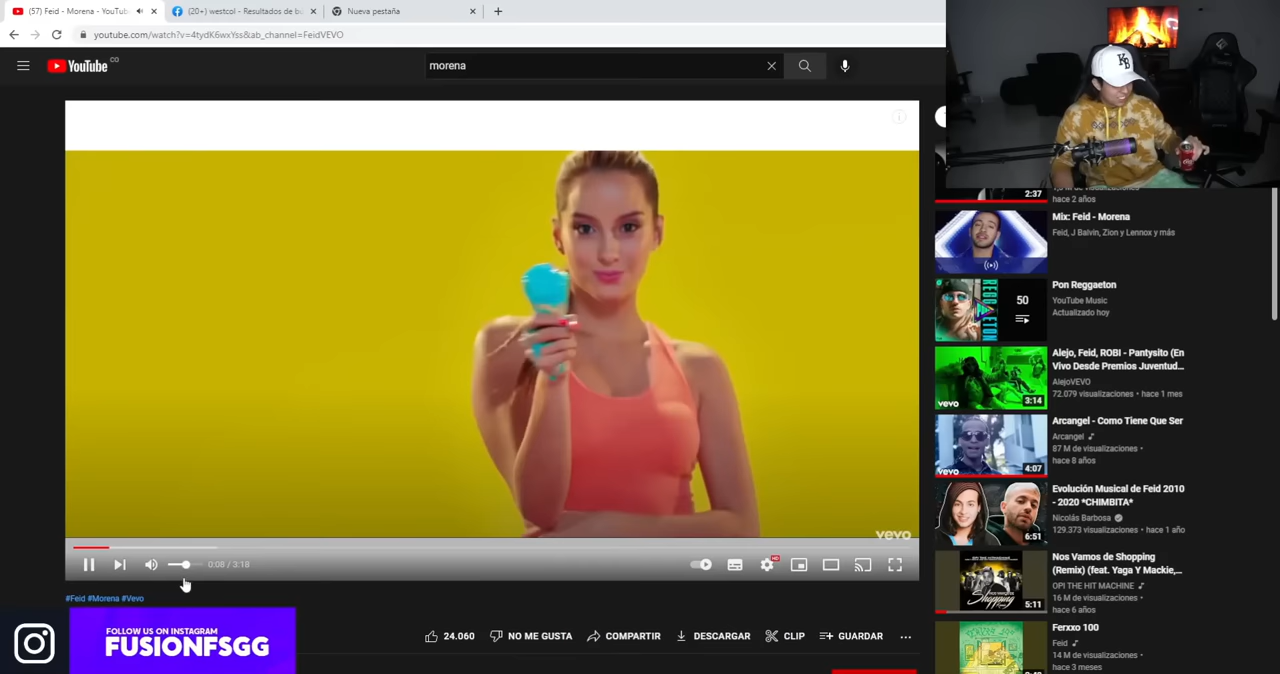 (57) Feid - Morena - YouTub
(20+) westcol - Resultados de bu
Nueva pestaña
youtube.com/watch?v=4tydK6wxYss&ab_channel=FeidVEVO
YouTube CO
morena
KB
2:37
hace 2 años
Mix: Feid - Morena
Feid, J Balvin, Zion y Lennox y más
Pon Reggaeton
YouTube Music
Actualizado hoy
REGGAETON
50
Alejo, Feid, ROBI - Pantysito (En
Vivo Desde Premios Juventud...
AlejoVEVO
72.079 visualizaciones • hace 1 mes
vevo
3:14
Arcangel - Como Tiene Que Ser
Arcangel
87 M de visualizaciones •
hace 8 años
vevo
4:07
Evolución Musical de Feid 2010
- 2020 *CHIMBITA*
Nicolás Barbosa
129.373 visualizaciones • hace 1 año
6:51
Nos Vamos de Shopping
(Remix) (feat. Yaga Y Mackie,...
OPI THE HIT MACHINE
16 M de visualizaciones •
hace 6 años
5:11
Ferxxo 100
Feid
14 M de visualizaciones •
hace 3 meses
vevo
0:08 / 3:18
HD
#Feid #Morena #Vevo
FOLLOW US ON INSTAGRAM
FUSIONFSGG
24.060
NO ME GUSTA
COMPARTIR
DESCARGAR
CLIP
GUARDAR